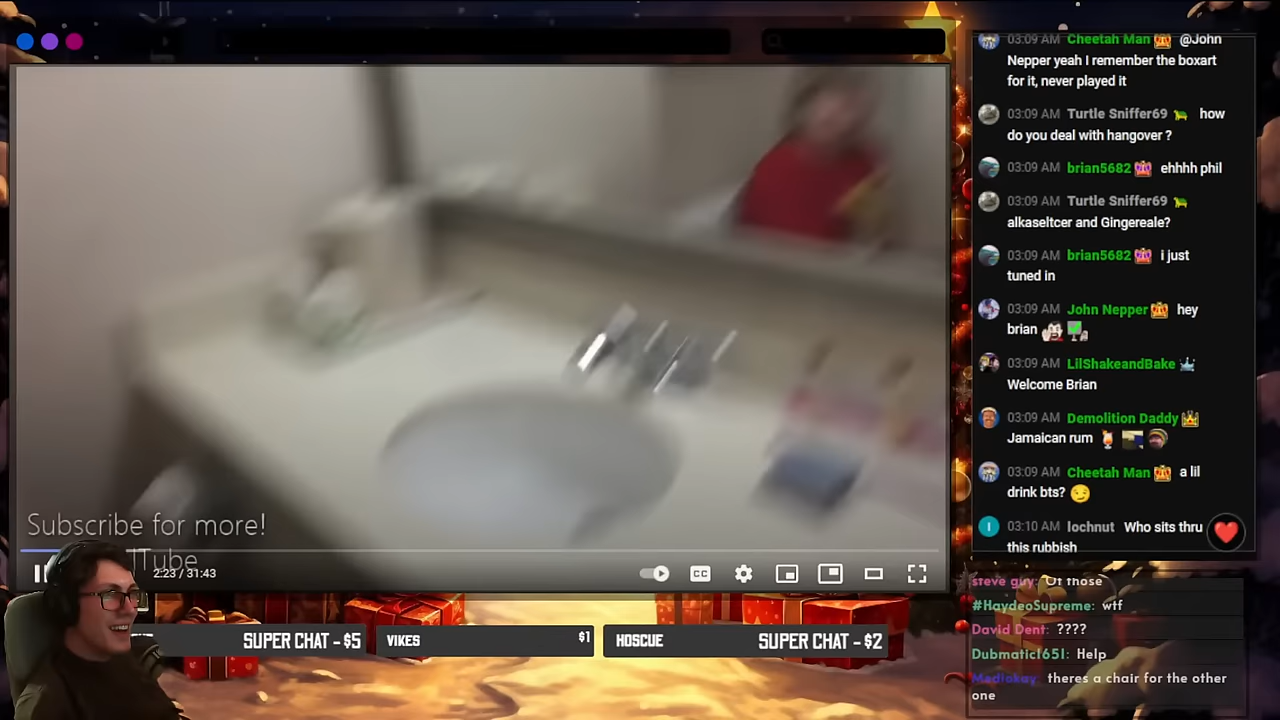 03:09 AM Cheetah Man @John
Nepper yeah I remember the boxart
for it, never played it
03:09 AM Turtle Sniffer69 how
do you deal with hangover ?
03:09 AM brian5682 ehhhh phil
03:09 AM Turtle Sniffer69
alkaseltcer and Gingereale?
03:09 AM brian5682 i just
tuned in
03:09 AM John Nepper hey
brian
03:09 AM LilShakeandBake
Welcome Brian
03:09 AM Demolition Daddy
Jamaican rum
03:09 AM Cheetah Man a lil
drink bts?
I
03:10 AM lochnut Who sits thru
this rubbish
Subscribe for more!
2:23 / 31:43
CC
SUPER CHAT - $5
VIKES $1
HOSCUE SUPER CHAT - $2
steve guy: Of those
#HaydeoSupreme: wtf
David Dent: ????
Dubmatic1651: Help
Mediokay: theres a chair for the other
one